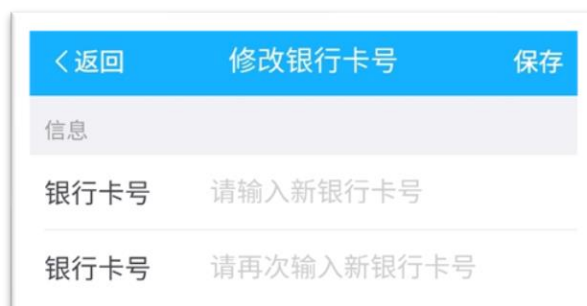 <返回 修改银行卡号 保存
信息
银行卡号 请输入新银行卡号
银行卡号 请再次输入新银行卡号